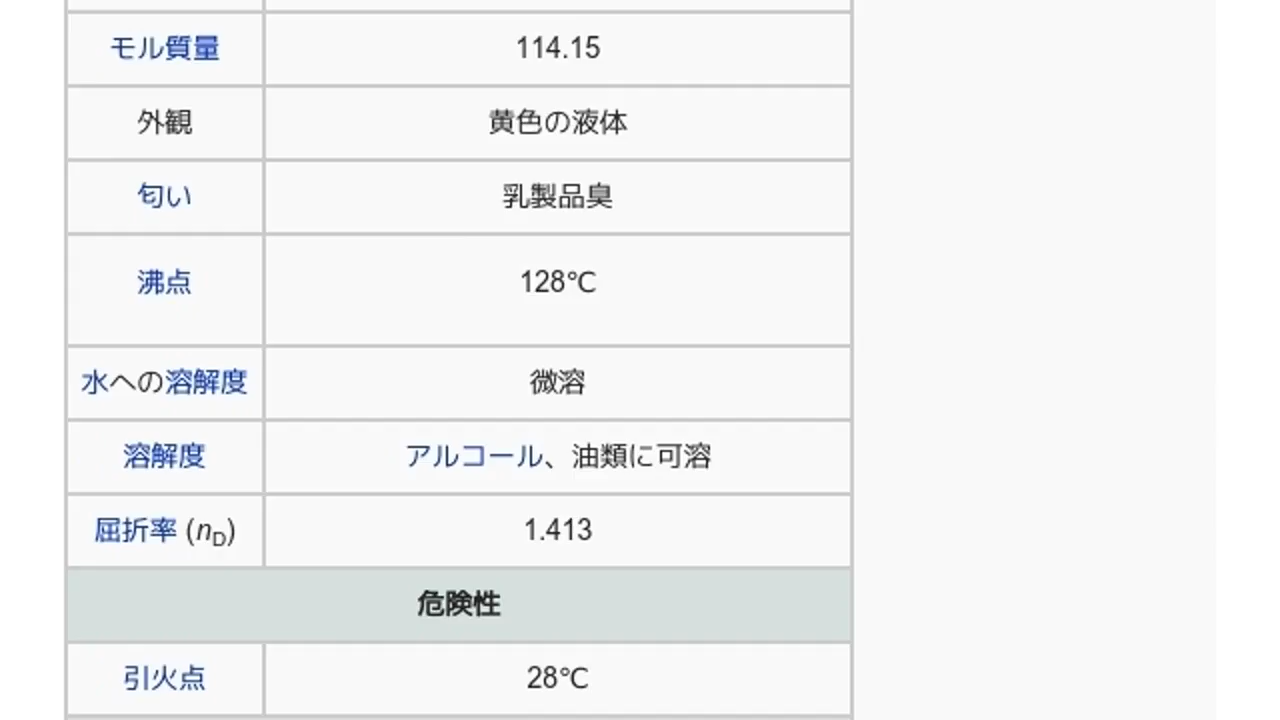 モル質量 114.15
外観 黄色の液体
匂い 乳製品臭
沸点 128℃
水への溶解度 微溶
溶解度 アルコール、油類に可溶
屈折率 (nD) 1.413
危険性
引火点 28℃